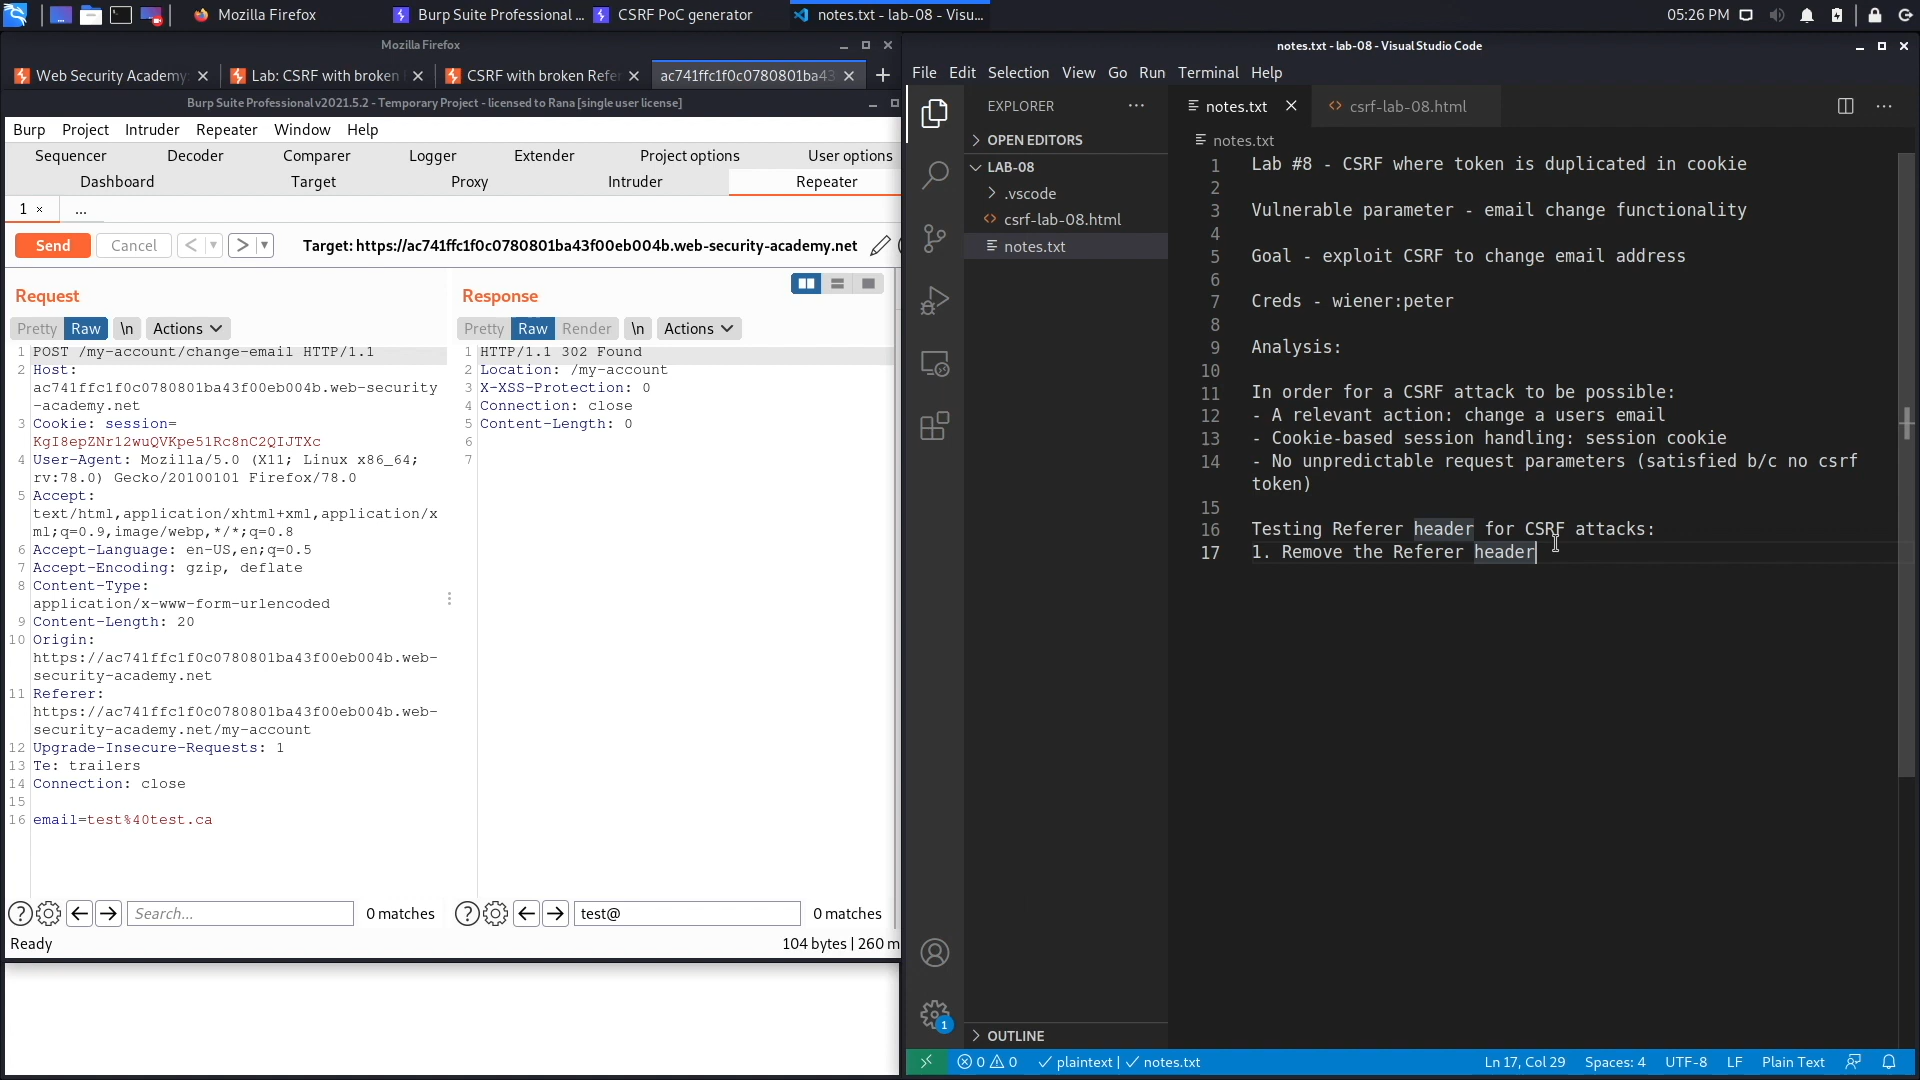 Mozilla Firefox
Burp Suite Professional ...
CSRF PoC generator
notes.txt - lab-08 - Visu...
05:26 PM
Mozilla Firefox
Web Security Academy:
Lab: CSRF with broken
CSRF with broken Refer
ac741ffc1f0c0780801ba43
Burp Suite Professional v2021.5.2 - Temporary Project - licensed to Rana [single user license]
Burp Project Intruder Repeater Window Help
Sequencer Decoder Comparer Logger Extender Project options User options
Dashboard Target Proxy Intruder Repeater
1 × ...
Send Cancel < > Target: https://ac741ffc1f0c0780801ba43f00eb004b.web-security-academy.net
Request
Pretty Raw \n Actions
1 POST /my-account/change-email HTTP/1.1
2 Host:
ac741ffc1f0c0780801ba43f00eb004b.web-security
-academy.net
3 Cookie: session=
KgI8epZNr12wuQVKpe51Rc8nC2QIJTXc
4 User-Agent: Mozilla/5.0 (X11; Linux x86_64;
rv:78.0) Gecko/20100101 Firefox/78.0
5 Accept:
text/html,application/xhtml+xml,application/x
ml;q=0.9,image/webp,*/*;q=0.8
6 Accept-Language: en-US,en;q=0.5
7 Accept-Encoding: gzip, deflate
8 Content-Type:
application/x-www-form-urlencoded
9 Content-Length: 20
10 Origin:
https://ac741ffc1f0c0780801ba43f00eb004b.web-
security-academy.net
11 Referer:
https://ac741ffc1f0c0780801ba43f00eb004b.web-
security-academy.net/my-account
12 Upgrade-Insecure-Requests: 1
13 Te: trailers
14 Connection: close
15
16 email=test%40test.ca
Search... 0 matches
Response
Pretty Raw Render \n Actions
1 HTTP/1.1 302 Found
2 Location: /my-account
3 X-XSS-Protection: 0
4 Connection: close
5 Content-Length: 0
6
7
test@ 0 matches
Ready
104 bytes | 260 m
notes.txt - lab-08 - Visual Studio Code
File Edit Selection View Go Run Terminal Help
EXPLORER
OPEN EDITORS
LAB-08
.vscode
csrf-lab-08.html
notes.txt
OUTLINE
notes.txt csrf-lab-08.html
notes.txt
1 Lab #8 - CSRF where token is duplicated in cookie
2
3 Vulnerable parameter - email change functionality
4
5 Goal - exploit CSRF to change email address
6
7 Creds - wiener:peter
8
9 Analysis:
10
11 In order for a CSRF attack to be possible:
12 - A relevant action: change a users email
13 - Cookie-based session handling: session cookie
14 - No unpredictable request parameters (satisfied b/c no csrf
token)
15
16 Testing Referer header for CSRF attacks:
17 1. Remove the Referer header
1
0 0 plaintext | notes.txt
Ln 17, Col 29 Spaces: 4 UTF-8 LF Plain Text